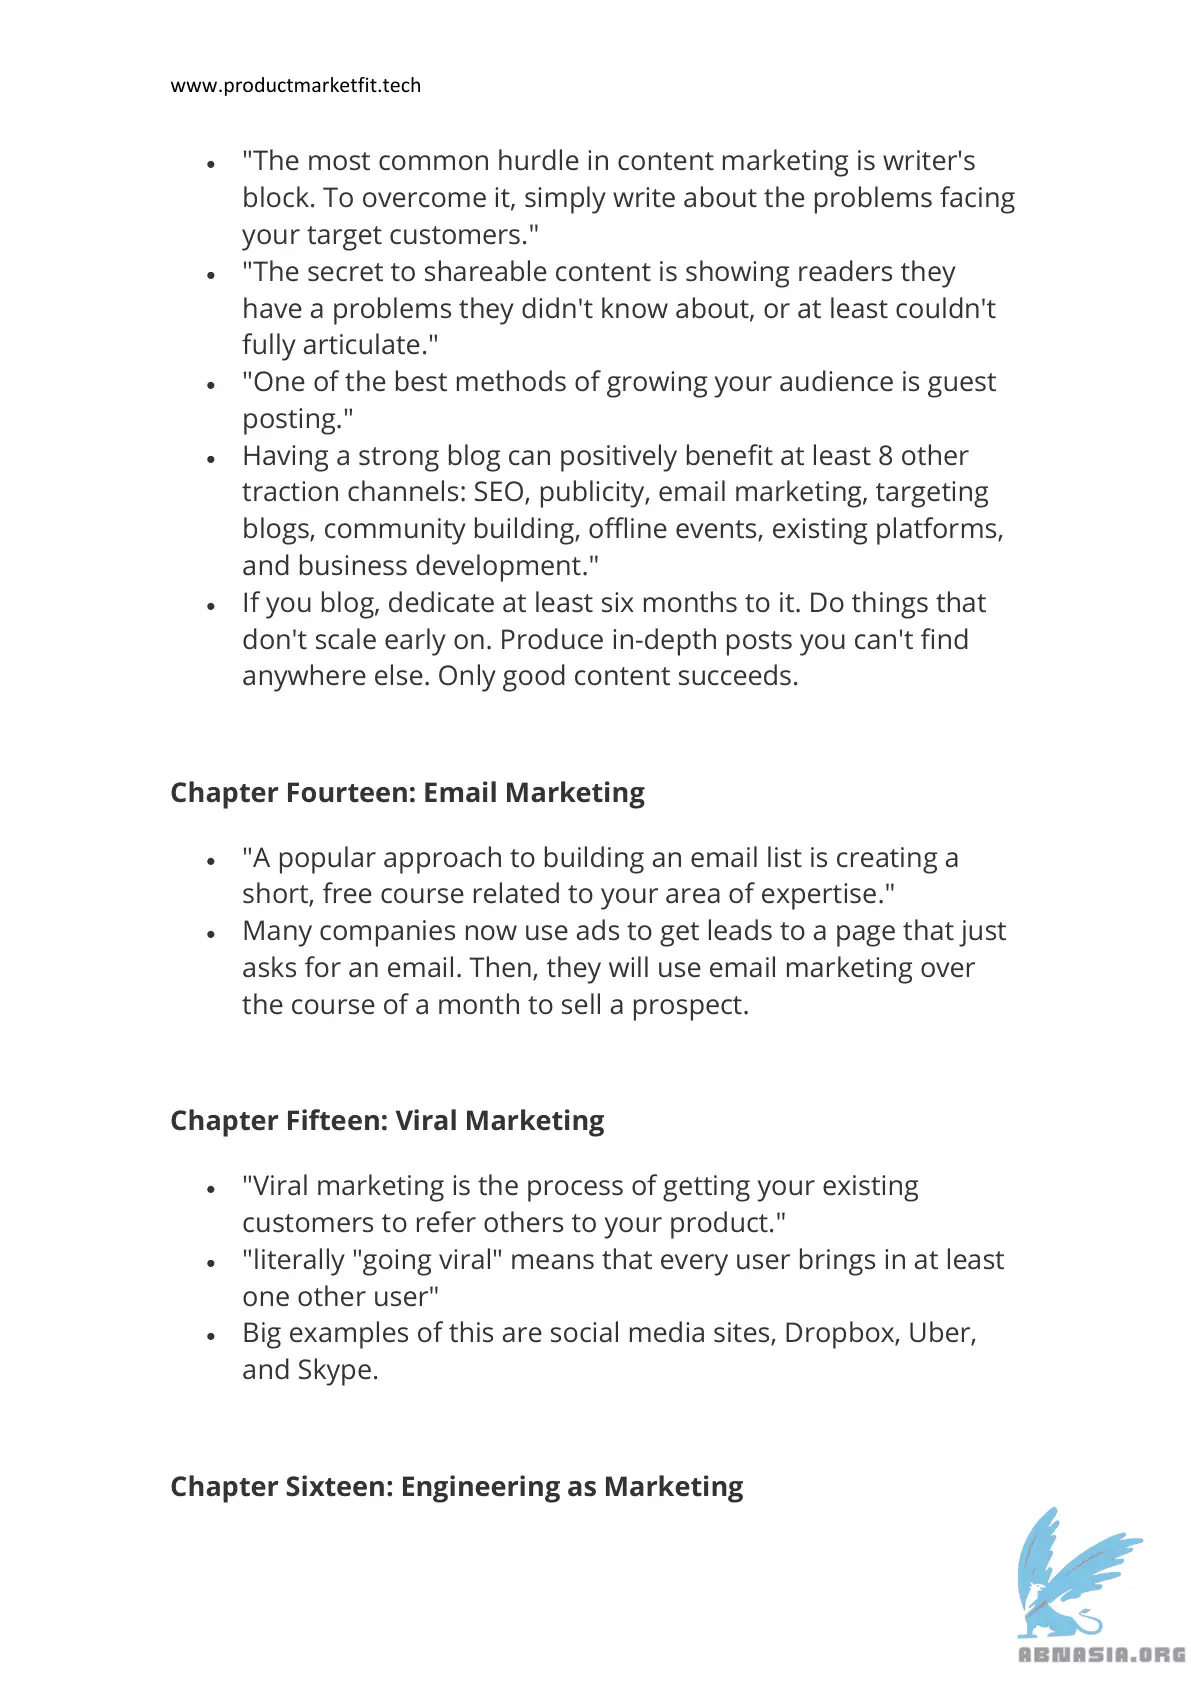 www.productmarketfit.tech
• "The most common hurdle in content marketing is writer's
block. To overcome it, simply write about the problems facing
your target customers."
• "The secret to shareable content is showing readers they
have a problems they didn't know about, or at least couldn't
fully articulate."
• "One of the best methods of growing your audience is guest
posting."
• Having a strong blog can positively benefit at least 8 other
traction channels: SEO, publicity, email marketing, targeting
blogs, community building, offline events, existing platforms,
and business development."
• If you blog, dedicate at least six months to it. Do things that
don't scale early on. Produce in-depth posts you can't find
anywhere else. Only good content succeeds.
Chapter Fourteen: Email Marketing
• "A popular approach to building an email list is creating a
short, free course related to your area of expertise."
• Many companies now use ads to get leads to a page that just
asks for an email. Then, they will use email marketing over
the course of a month to sell a prospect.
Chapter Fifteen: Viral Marketing
• "Viral marketing is the process of getting your existing
customers to refer others to your product."
• "literally "going viral" means that every user brings in at least
one other user"
• Big examples of this are social media sites, Dropbox, Uber,
and Skype.
Chapter Sixteen: Engineering as Marketing
ABNASIA.ORG